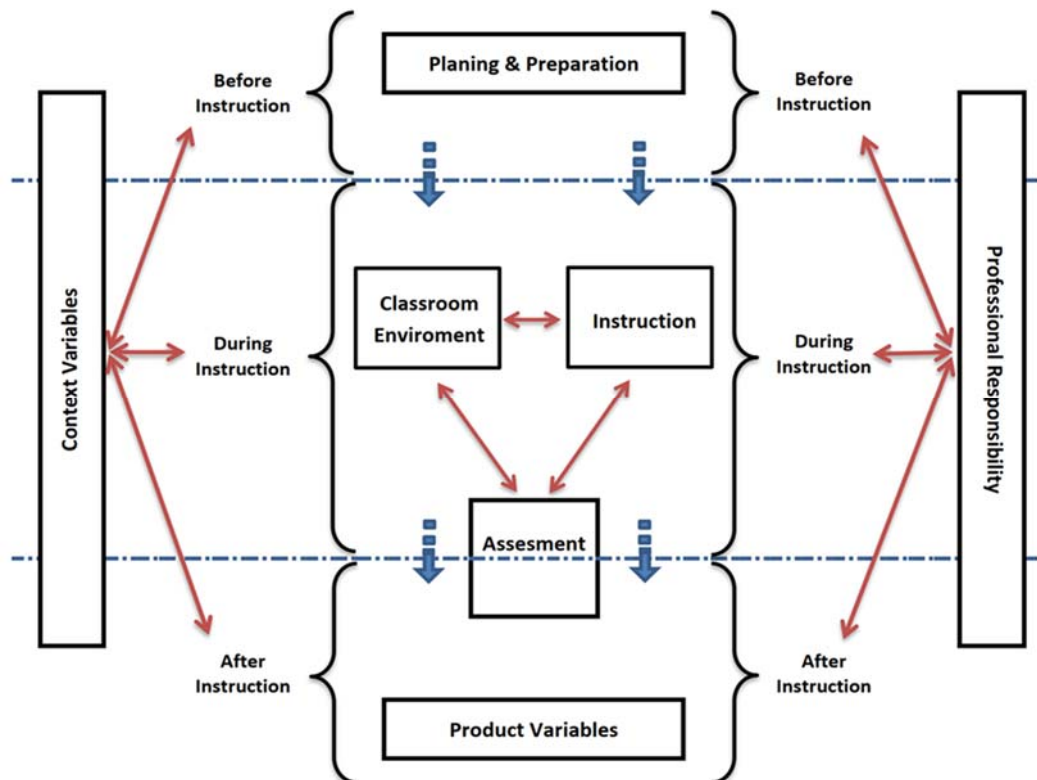 Planing & Preparation
Before
Instruction
Before
Instruction
Context Variables
Professional Responsibility
Classroom
Enviroment
Instruction
During
Instruction
During
Instruction
Assesment
After
Instruction
After
Instruction
Product Variables